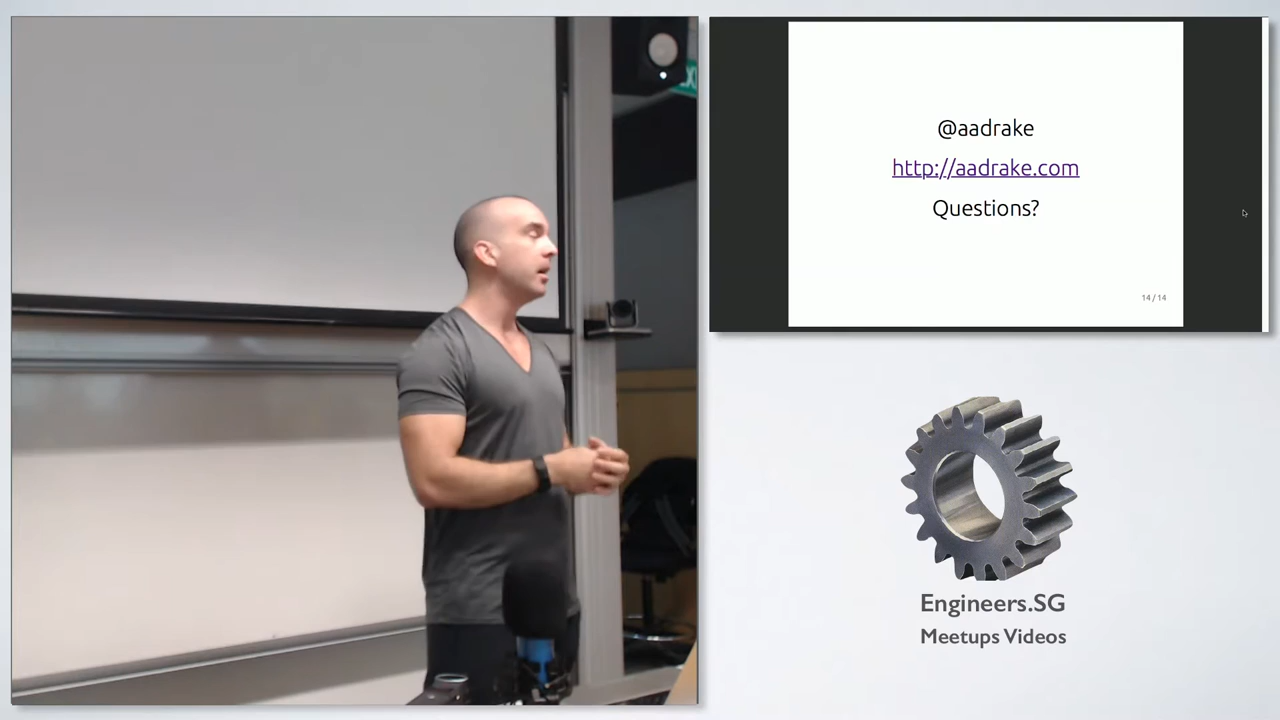 @aadrake
http://aadrake.com
Questions?
14 / 14
Engineers.SG
Meetups Videos